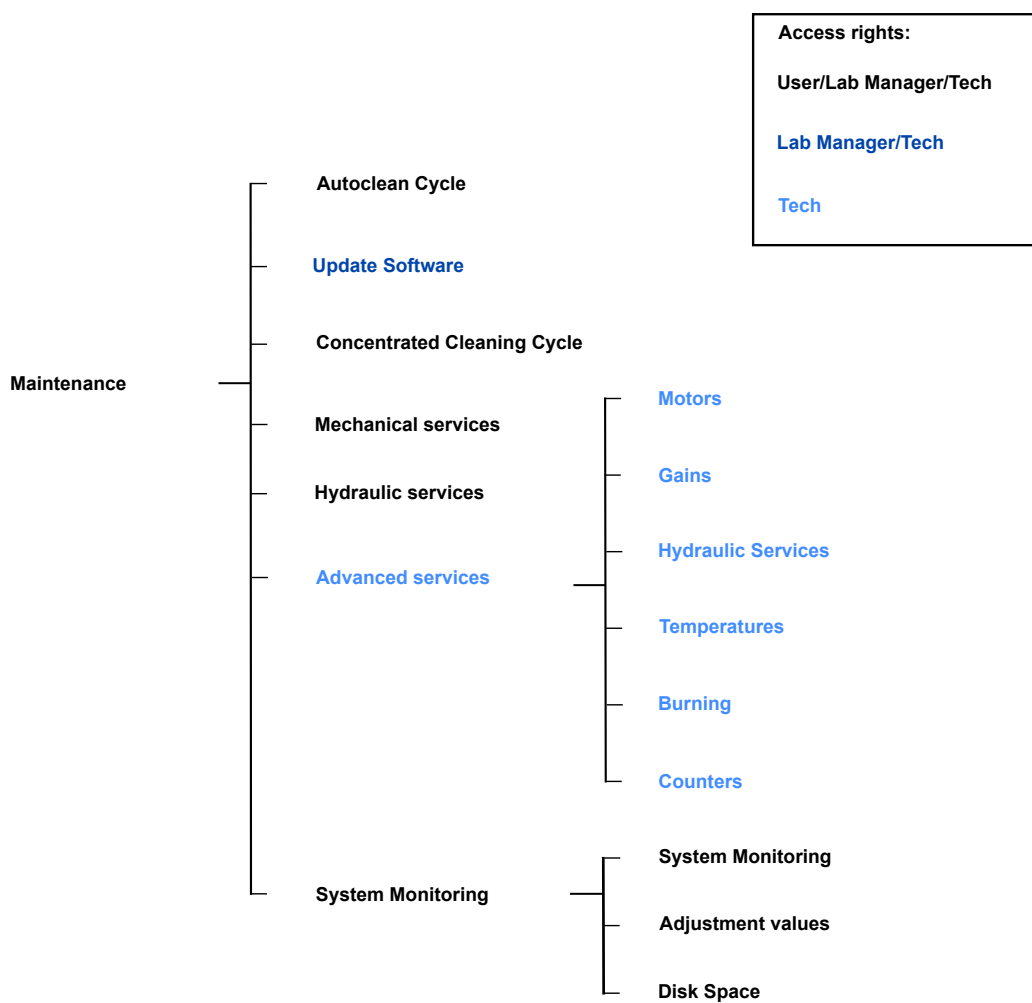 Access rights:
User/Lab Manager/Tech
Lab Manager/Tech
Tech
Maintenance
Autoclean Cycle
Update Software
Concentrated Cleaning Cycle
Mechanical services
Hydraulic services
Advanced services
Motors
Gains
Hydraulic Services
Temperatures
Burning
Counters
System Monitoring
System Monitoring
Adjustment values
Disk Space